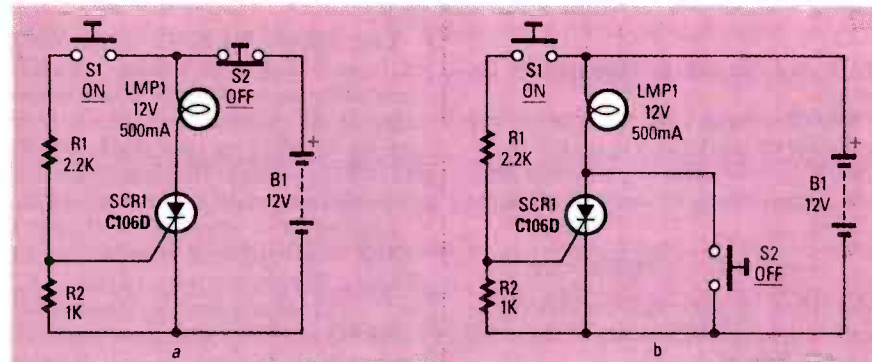 S1
ON
S2
OFF
LMP1
12V
500mA
R1
2.2K
+
B1
12V
SCR1
C106D
R2
1K
a
S1
ON
LMP1
12V
500mA
R1
2.2K
+
B1
12V
SCR1
C106D
S2
OFF
R2
1K
b